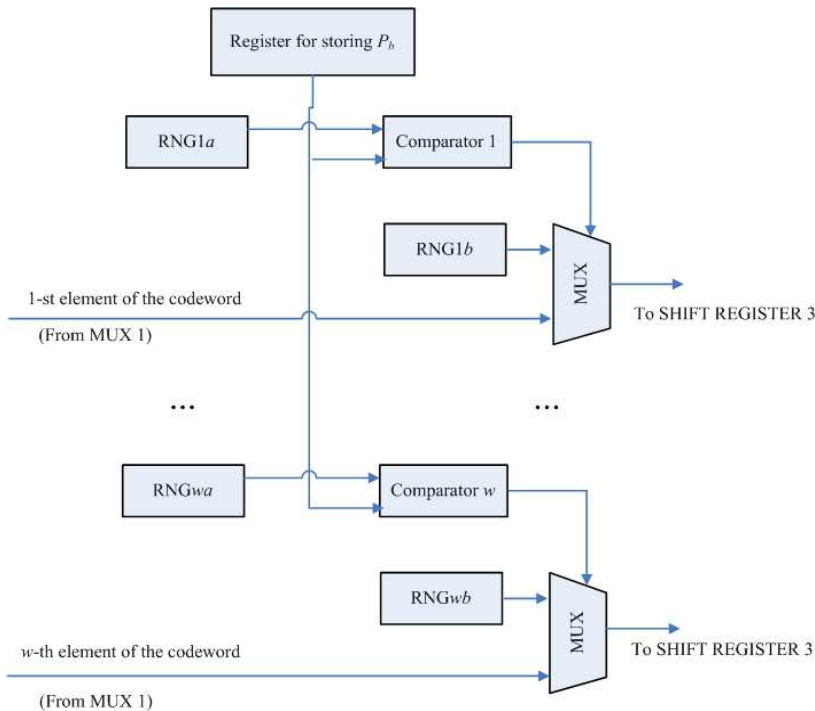 Register for storing P_b
RNG1a
Comparator 1
RNG1b
MUX
1-st element of the codeword
(From MUX 1)
To SHIFT REGISTER 3
...
...
RNGwa
Comparator w
RNGwb
MUX
w-th element of the codeword
(From MUX 1)
To SHIFT REGISTER 3